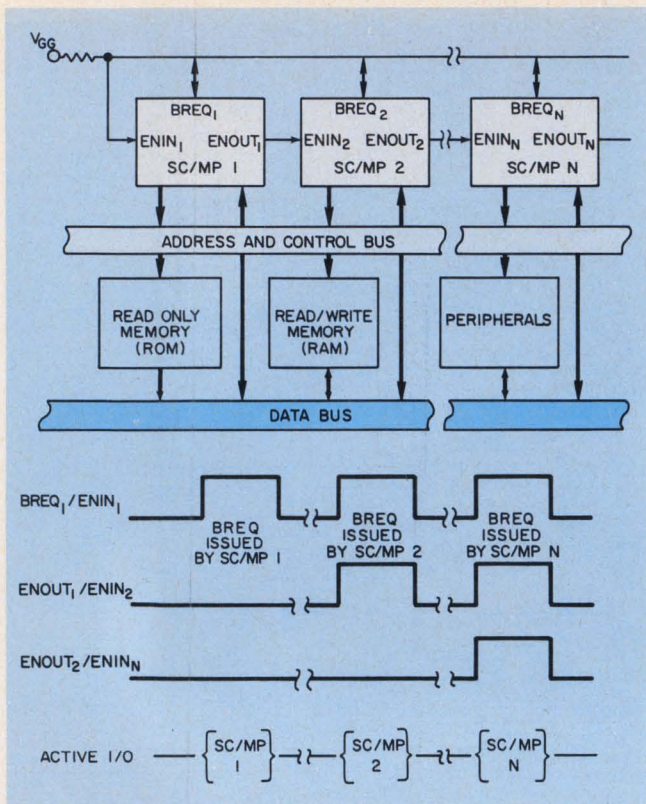 VGG
BREQ1 BREQ2 BREQN
ENIN1 ENOUT1 ENIN2 ENOUT2 ENINN ENOUTN
SC/MP 1 SC/MP 2 SC/MP N
ADDRESS AND CONTROL BUS
READ ONLY
MEMORY
(ROM)
READ/WRITE
MEMORY
(RAM)
PERIPHERALS
DATA BUS
BREQ1/ENIN1
BREQ
ISSUED
BY SC/MP 1
BREQ
ISSUED
BY SC/MP 2
BREQ
ISSUED
BY SC/MP N
ENOUT1/ENIN2
ENOUT2/ENINN
ACTIVE I/O
SC/MP
1
SC/MP
2
SC/MP
N